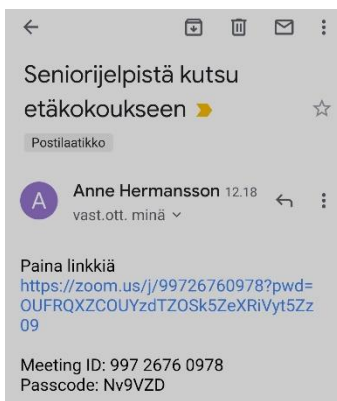 Seniorijelpistä kutsu
etäkokoukseen
Postilaatikko
A
Anne Hermansson 12.18
vast.ott. minä
Paina linkkiä
https://zoom.us/j/99726760978?pwd=
OUFRQXZCOUYzdTZOSk5ZeXRiVyt5Zz
09
Meeting ID: 997 2676 0978
Passcode: Nv9VZD